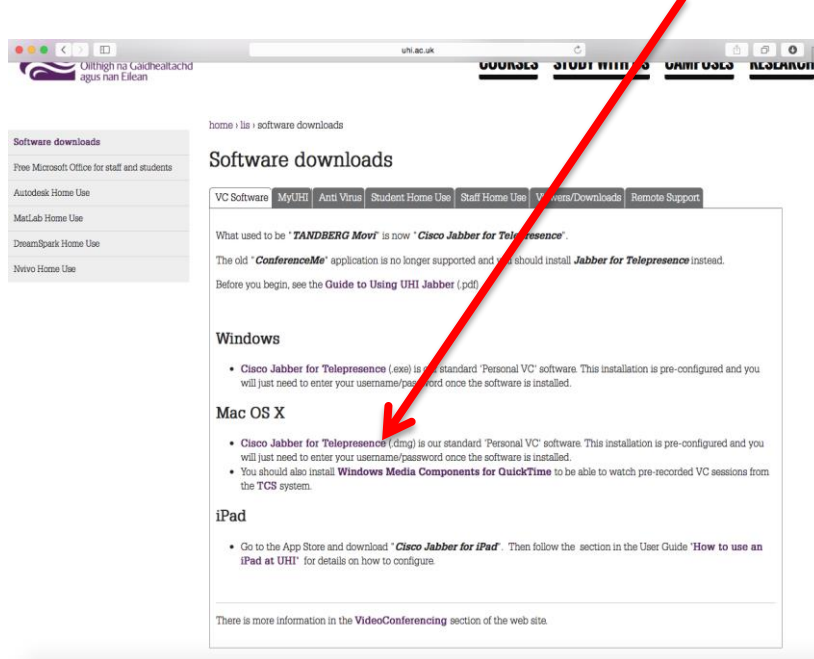 uhi.ac.uk
Oilthigh na Gàidhealtachd
agus nan Eilean
COURSES STUDY WITH US CAMPUSES RESEARCH
home › lis › software downloads
Software downloads
Free Microsoft Office for staff and students
Autodesk Home Use
MatLab Home Use
DreamSpark Home Use
Nvivo Home Use
Software downloads
VC Software MyUHI Anti Virus Student Home Use Staff Home Use Viewers/Downloads Remote Support
What used to be "TANDBERG Movi" is now "Cisco Jabber for Telepresence".
The old "ConferenceMe" application is no longer supported and you should install Jabber for Telepresence instead.
Before you begin, see the Guide to Using UHI Jabber (.pdf)
Windows
• Cisco Jabber for Telepresence (.exe) is our standard 'Personal VC' software. This installation is pre-configured and you
will just need to enter your username/password once the software is installed.
Mac OS X
• Cisco Jabber for Telepresence (.dmg) is our standard 'Personal VC' software. This installation is pre-configured and you
will just need to enter your username/password once the software is installed.
• You should also install Windows Media Components for QuickTime to be able to watch pre-recorded VC sessions from
the TCS system.
iPad
• Go to the App Store and download "Cisco Jabber for iPad". Then follow the section in the User Guide "How to use an
iPad at UHI" for details on how to configure.
There is more information in the VideoConferencing section of the web site.